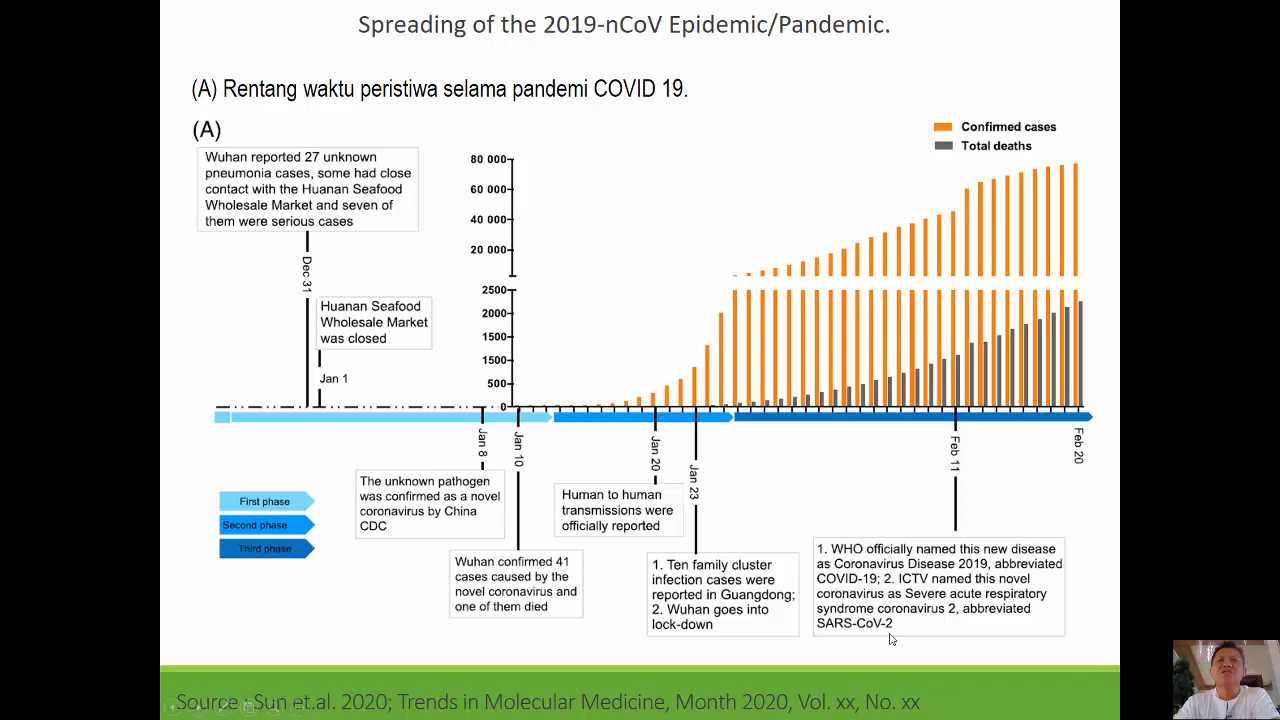 Spreading of the 2019-nCoV Epidemic/Pandemic.
(A) Rentang waktu peristiwa selama pandemi COVID 19.
(A)
Confirmed cases
Total deaths
Wuhan reported 27 unknown
pneumonia cases, some had close
contact with the Huanan Seafood
Wholesale Market and seven of
them were serious cases
80 000
60 000
40 000
20 000
2500
2000
1500
1500
500
0
Dec 31
Huanan Seafood
Wholesale Market
was closed
Jan 1
Jan 8
Jan 10
Jan 20
Jan 23
Feb 11
Feb 20
The unknown pathogen
was confirmed as a novel
coronavirus by China
CDC
Human to human
transmissions were
officially reported
First phase
Second phase
Third phase
Wuhan confirmed 41
cases caused by the
novel coronavirus and
one of them died
1. Ten family cluster
infection cases were
reported in Guangdong;
2. Wuhan goes into
lock-down
1. WHO officially named this new disease
as Coronavirus Disease 2019, abbreviated
COVID-19; 2. ICTV named this novel
coronavirus as Severe acute respiratory
syndrome coronavirus 2, abbreviated
SARS-CoV-2
Source : Sun et.al. 2020; Trends in Molecular Medicine, Month 2020, Vol. xx, No. xx